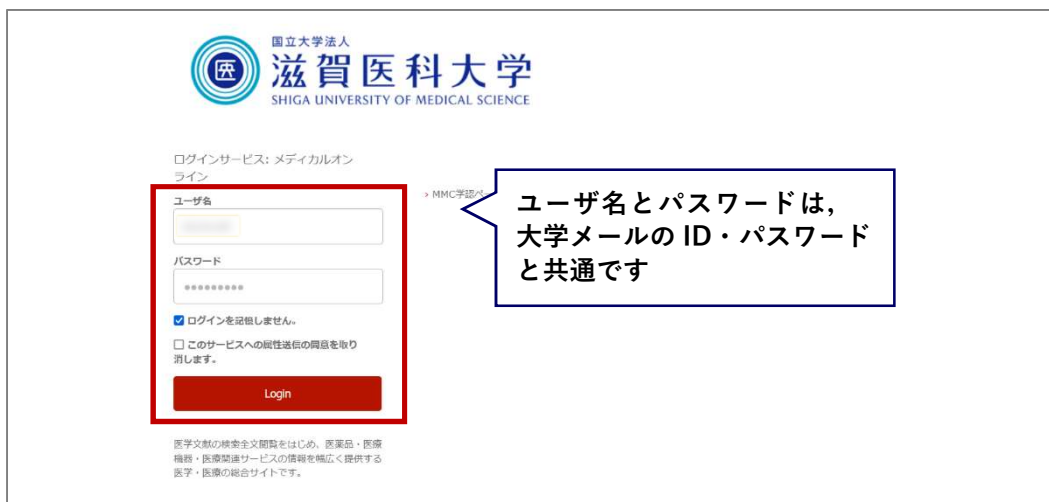 国立大学法人
医
滋賀医科大学
SHIGA UNIVERSITY OF MEDICAL SCIENCE
ログインサービス: メディカルオン
ライン
ユーザ名
パスワード
●●●●●●●●●
ログインを記憶しません。
このサービスへの属性送信の同意を取り
消します。
Login
医学文献の検索全文閲覧をはじめ、医薬品・医療
機器・医療関連サービスの情報を幅広く提供する
医学・医療の総合サイトです。
› MMC学認ペー
ユーザ名とパスワードは,
大学メールの ID・パスワード
と共通です